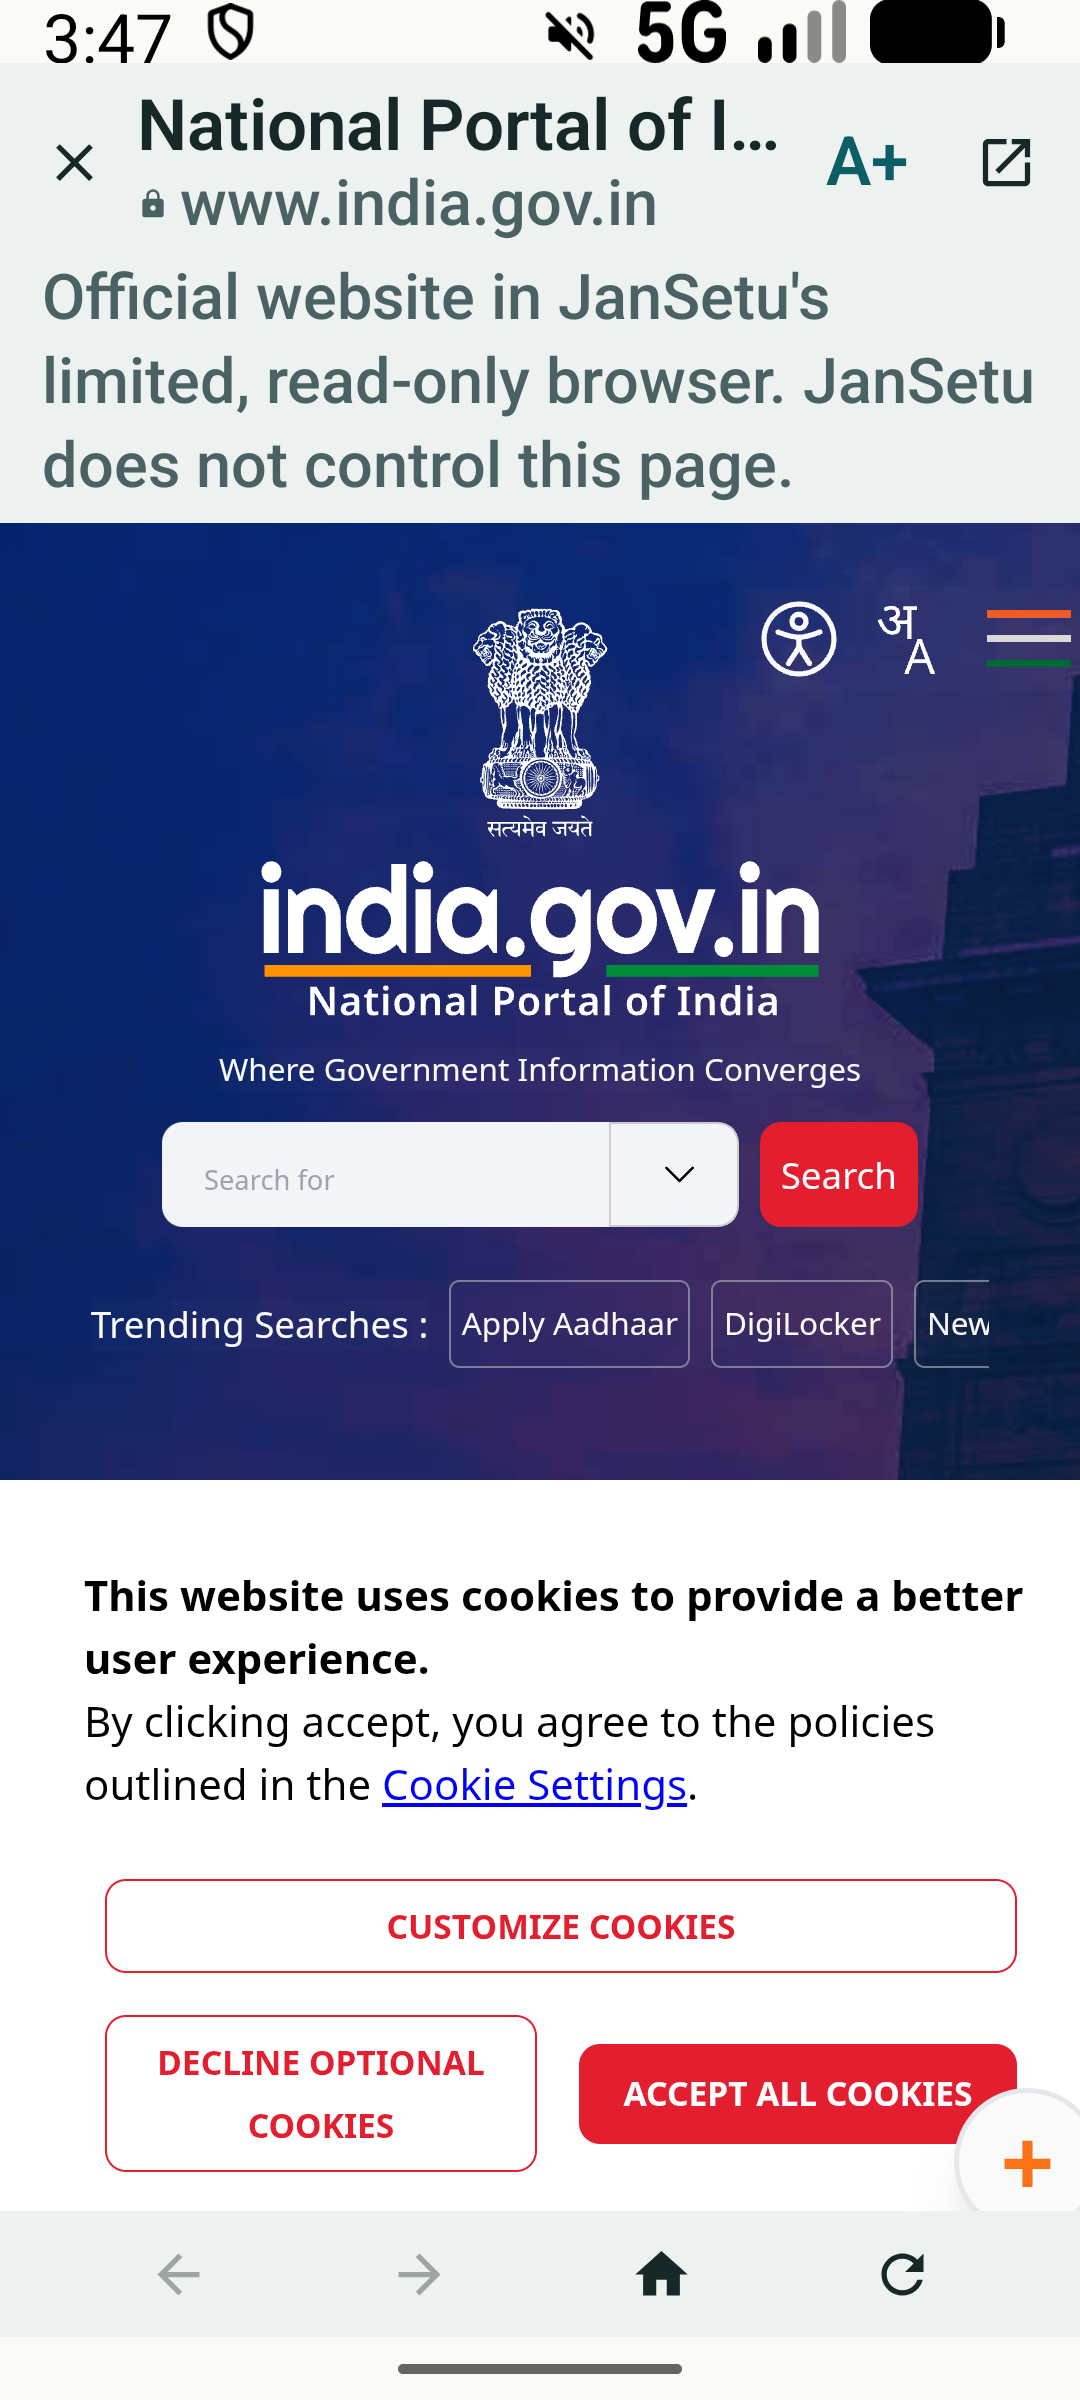 3:47
5G
National Portal of I...
A+
www.india.gov.in
Official website in JanSetu's
limited, read-only browser. JanSetu
does not control this page.
अ
A
सत्यमेव जयते
india.gov.in
National Portal of India
Where Government Information Converges
Search for
Search
Trending Searches :
Apply Aadhaar
DigiLocker
New
This website uses cookies to provide a better
user experience.
By clicking accept, you agree to the policies
outlined in the Cookie Settings.
CUSTOMIZE COOKIES
DECLINE OPTIONAL
COOKIES
ACCEPT ALL COOKIES